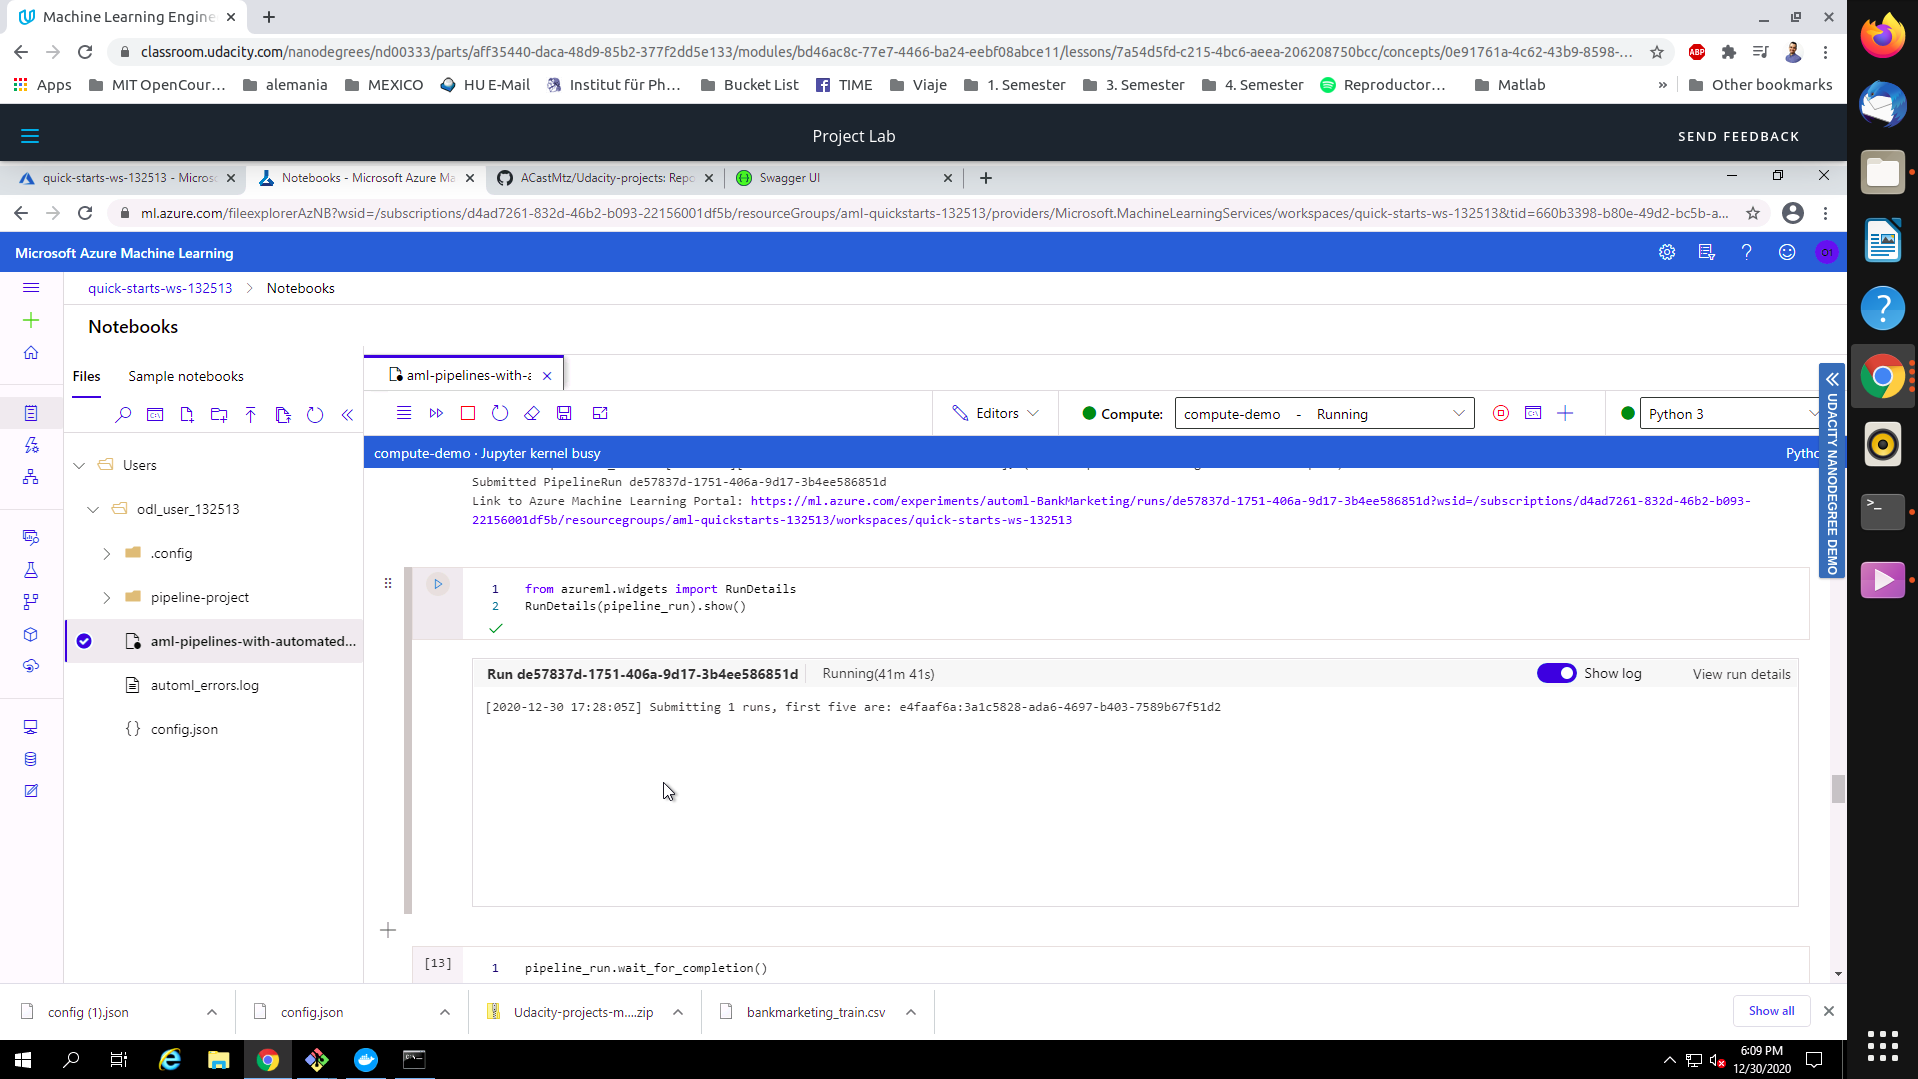 Machine Learning Engine
classroom.udacity.com/nanodegrees/nd00333/parts/aff35440-daca-48d9-85b2-377f2dd5e133/modules/bd46ac8c-77e7-4466-ba24-eebf08abce11/lessons/7a54d5fd-c215-4bc6-aeea-206208750bcc/concepts/0e91761a-4c62-43b9-8598-...
ABP
Apps MIT OpenCour... alemania MEXICO HU E-Mail Institut für Ph... Bucket List TIME Viaje 1. Semester 3. Semester 4. Semester Reproductor... Matlab » Other bookmarks
Project Lab
SEND FEEDBACK
quick-starts-ws-132513 - Micros
Notebooks - Microsoft Azure Ma
ACastMtz/Udacity-projects: Repo
Swagger UI
ml.azure.com/fileexplorerAzNB?wsid=/subscriptions/d4ad7261-832d-46b2-b093-22156001df5b/resourceGroups/aml-quickstarts-132513/providers/Microsoft.MachineLearningServices/workspaces/quick-starts-ws-132513&tid=660b3398-b80e-49d2-bc5b-a...
Microsoft Azure Machine Learning
O1
quick-starts-ws-132513 > Notebooks
Notebooks
Files
Sample notebooks
aml-pipelines-with-a
Editors
Compute: compute-demo - Running
Python 3
UDACITY NANODEGREE DEMO
compute-demo · Jupyter kernel busy
Pytho
Users
odl_user_132513
.config
pipeline-project
aml-pipelines-with-automated...
automl_errors.log
{} config.json
Submitted PipelineRun de57837d-1751-406a-9d17-3b4ee586851d
Link to Azure Machine Learning Portal: https://ml.azure.com/experiments/automl-BankMarketing/runs/de57837d-1751-406a-9d17-3b4ee586851d?wsid=/subscriptions/d4ad7261-832d-46b2-b093-
22156001df5b/resourcegroups/aml-quickstarts-132513/workspaces/quick-starts-ws-132513
1 from azureml.widgets import RunDetails
2 RunDetails(pipeline_run).show()
Run de57837d-1751-406a-9d17-3b4ee586851d
Running(41m 41s)
Show log
View run details
[2020-12-30 17:28:05Z] Submitting 1 runs, first five are: e4faaf6a:3a1c5828-ada6-4697-b403-7589b67f51d2
[13]
1 pipeline_run.wait_for_completion()
config (1).json
config.json
Udacity-projects-m....zip
bankmarketing_train.csv
Show all
6:09 PM
12/30/2020